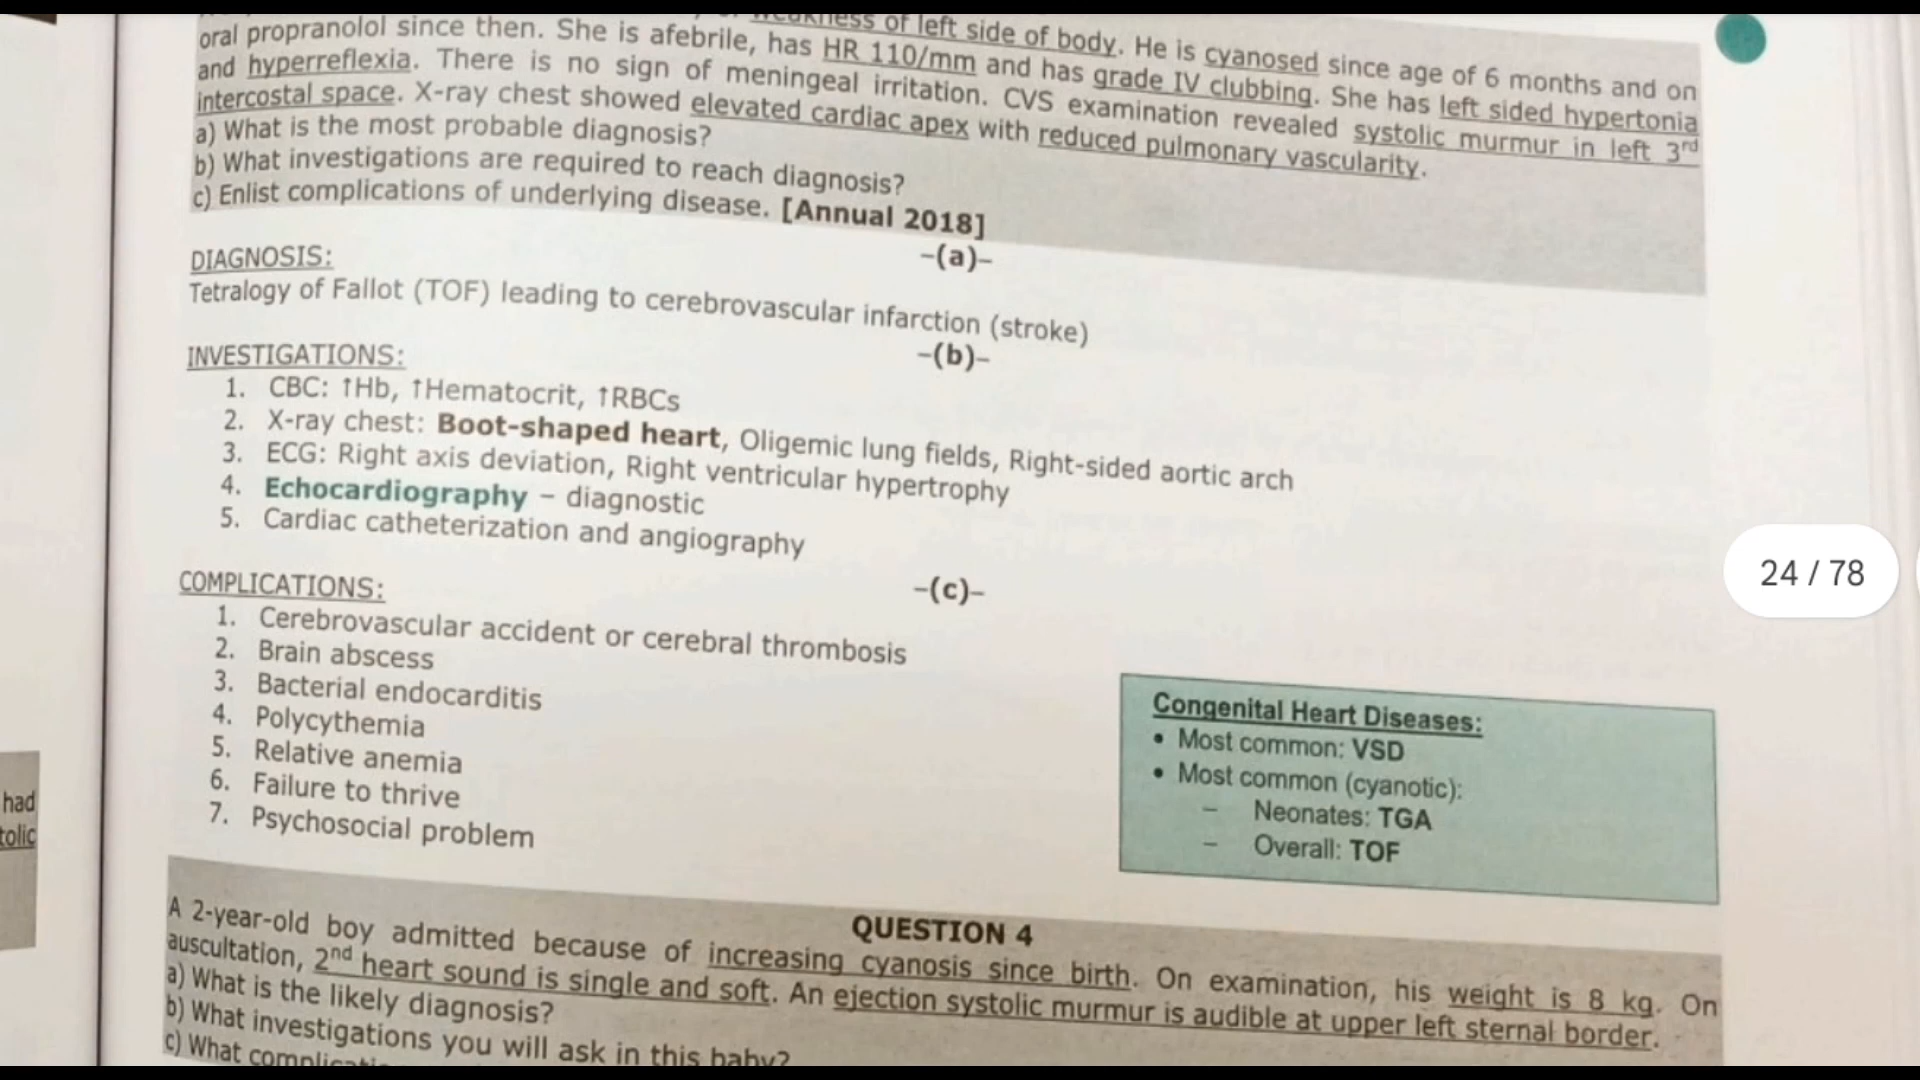 weakness of left side of body. He is cyanosed since age of 6 months and on
oral propranolol since then. She is afebrile, has HR 110/mm and has grade IV clubbing. She has left sided hypertonia
and hyperreflexia. There is no sign of meningeal irritation. CVS examination revealed systolic murmur in left 3rd
intercostal space. X-ray chest showed elevated cardiac apex with reduced pulmonary vascularity.
a) What is the most probable diagnosis?
b) What investigations are required to reach diagnosis?
c) Enlist complications of underlying disease. [Annual 2018]
-(a)-
DIAGNOSIS:
Tetralogy of Fallot (TOF) leading to cerebrovascular infarction (stroke)
-(b)-
INVESTIGATIONS:
1. CBC: ↑Hb, ↑Hematocrit, ↑RBCs
2. X-ray chest: Boot-shaped heart, Oligemic lung fields, Right-sided aortic arch
3. ECG: Right axis deviation, Right ventricular hypertrophy
4. Echocardiography – diagnostic
5. Cardiac catheterization and angiography
-(c)-
COMPLICATIONS:
1. Cerebrovascular accident or cerebral thrombosis
2. Brain abscess
3. Bacterial endocarditis
4. Polycythemia
5. Relative anemia
6. Failure to thrive
7. Psychosocial problem
Congenital Heart Diseases:
• Most common: VSD
• Most common (cyanotic):
– Neonates: TGA
– Overall: TOF
QUESTION 4
A 2-year-old boy admitted because of increasing cyanosis since birth. On examination, his weight is 8 kg. On
auscultation, 2nd heart sound is single and soft. An ejection systolic murmur is audible at upper left sternal border.
a) What is the likely diagnosis?
b) What investigations you will ask in this baby?
c) What
had
tolic
24 / 78